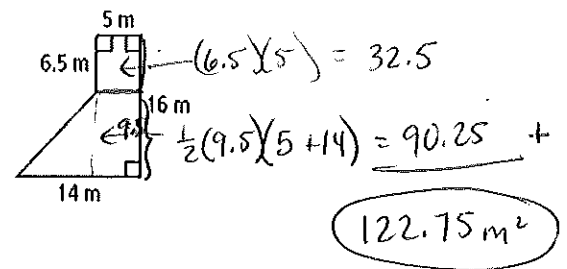 5 m
6.5 m (6.5)(5) = 32.5
16 m
9.5 ½(9.5)(5 + 14) = 90.25 +
14 m
122.75 m²